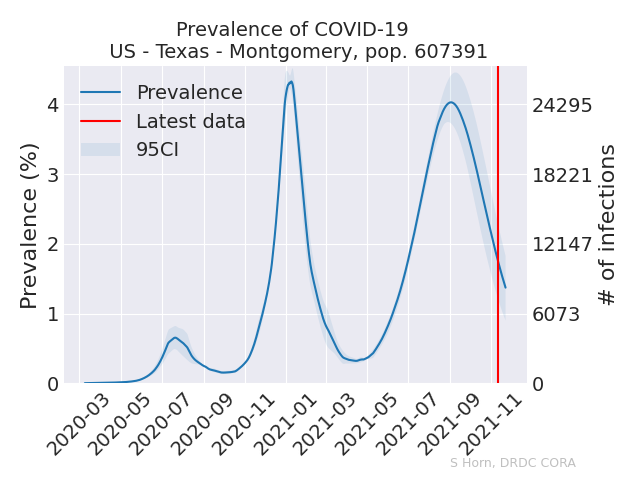 Prevalence of COVID-19
US - Texas - Montgomery, pop. 607391
Prevalence
Latest data
95CI
Prevalence (%)
4
3
2
1
0
24295
18221
12147
6073
0
# of infections
2020-03
2020-05
2020-07
2020-09
2020-11
2021-01
2021-03
2021-05
2021-07
2021-09
2021-11
S Horn, DRDC CORA